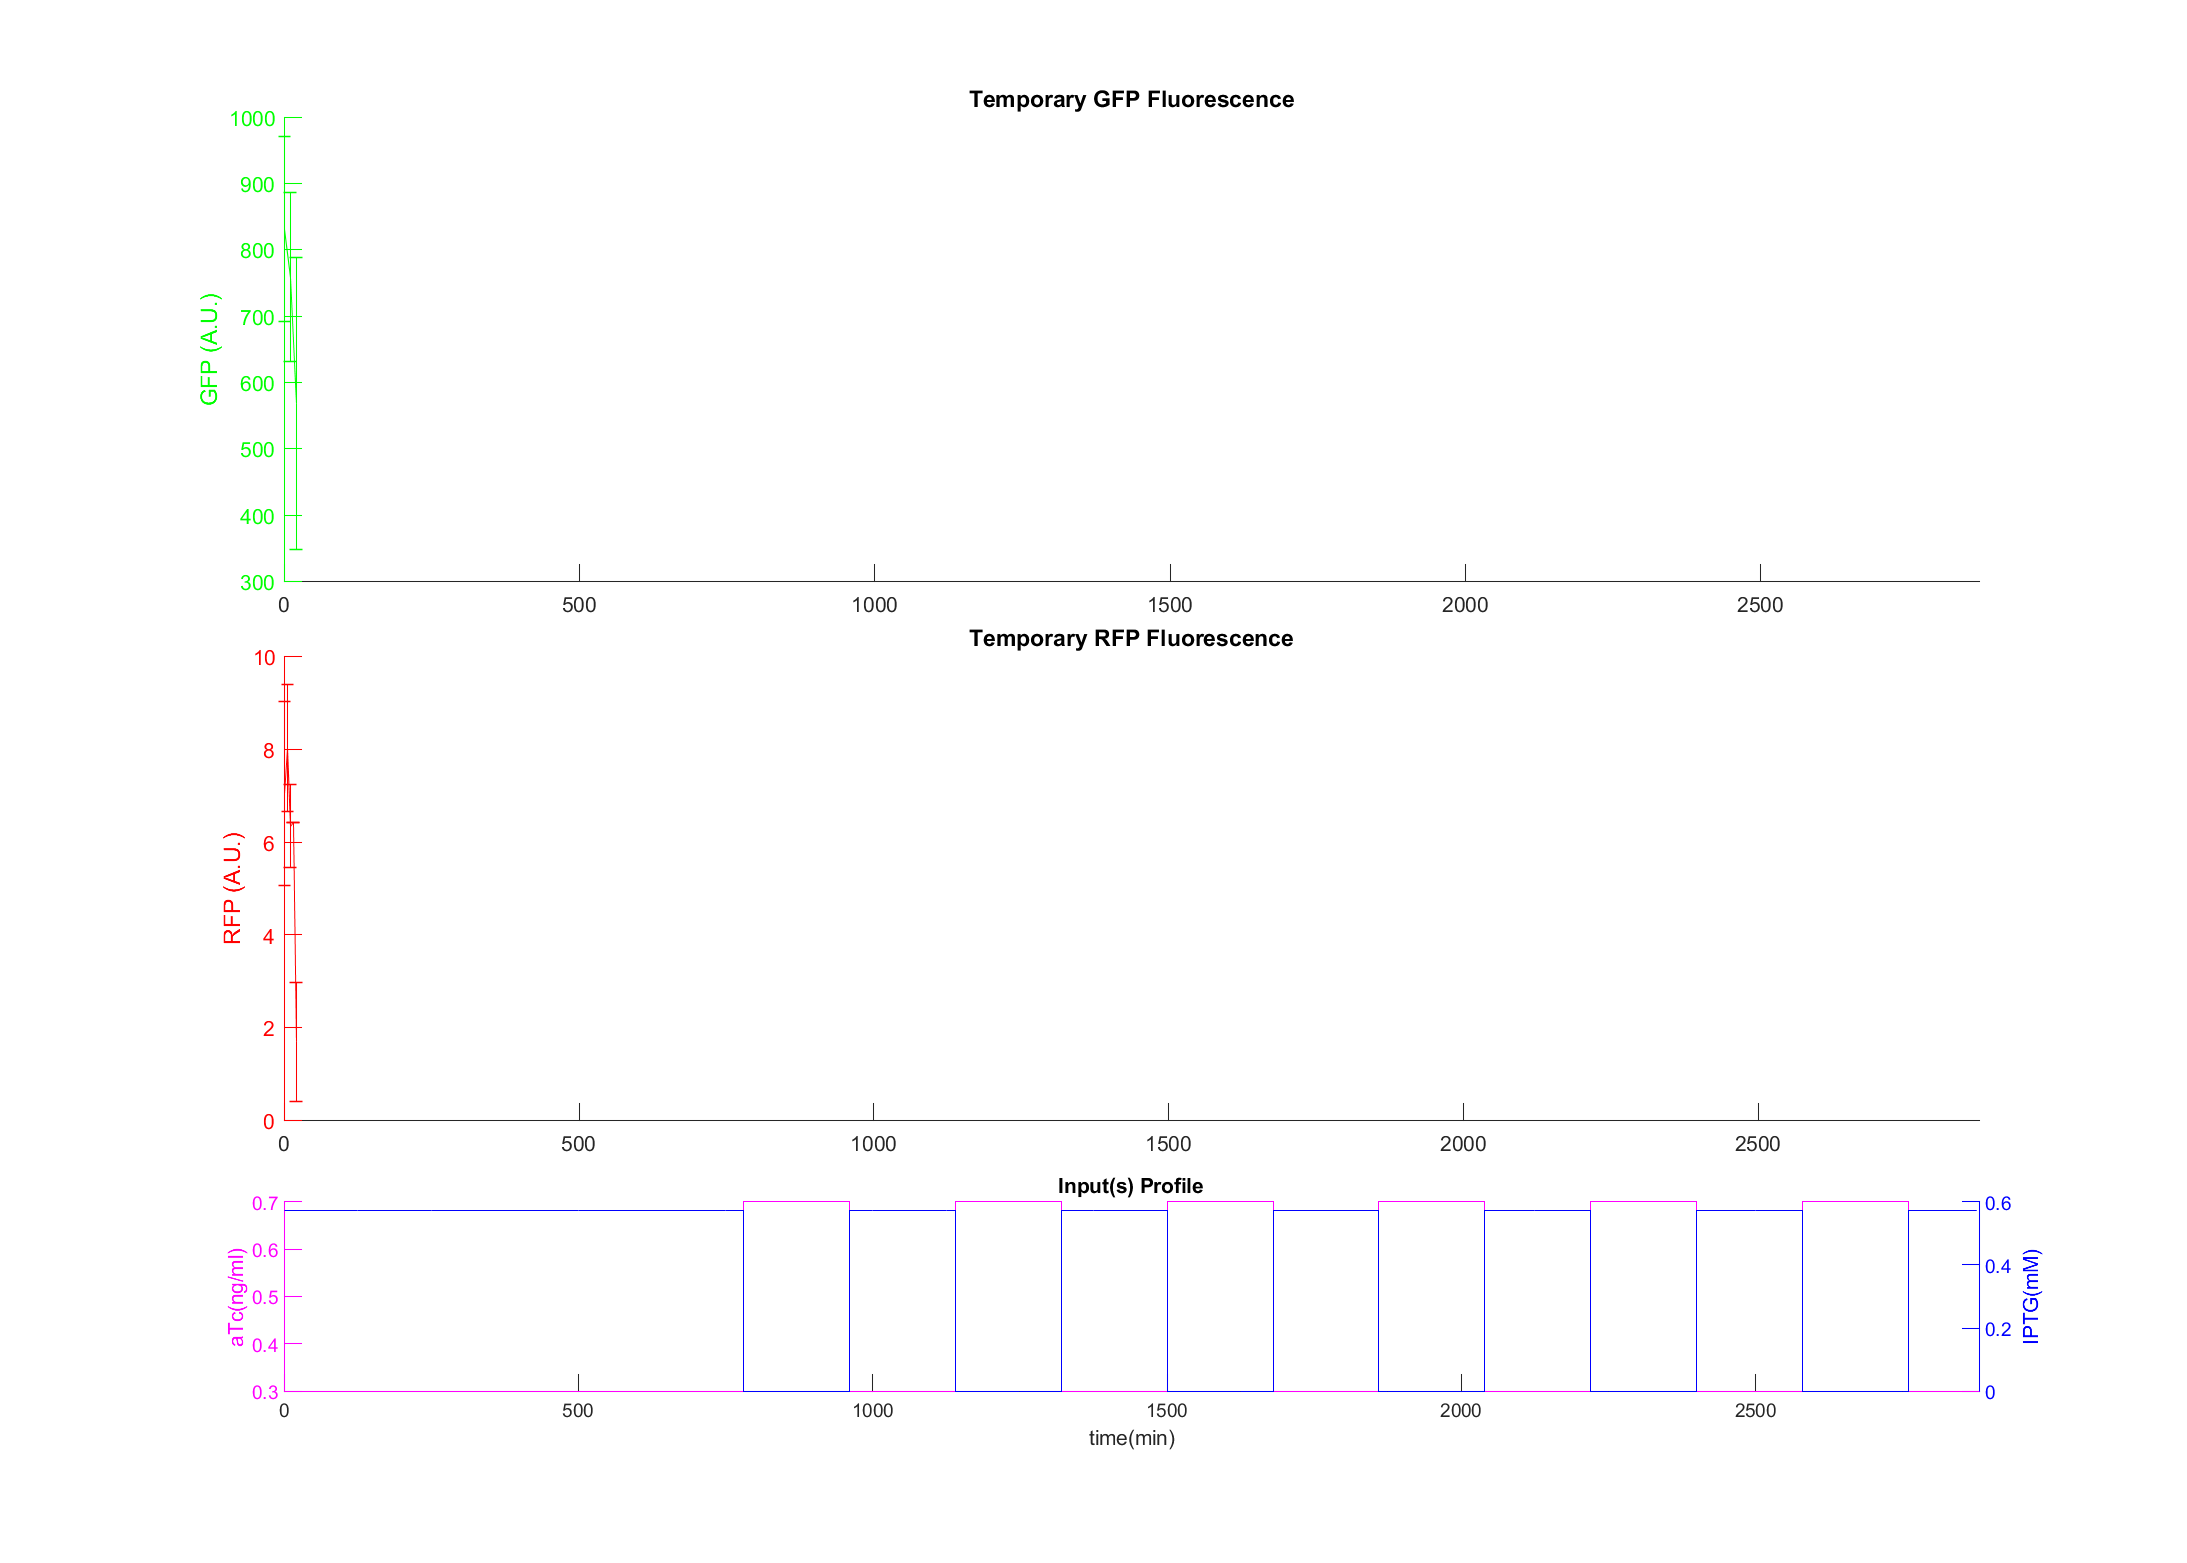 Temporary GFP Fluorescence
1000
900
800
700
600
500
400
300
GFP (A.U.)
0 500 1000 1500 2000 2500
Temporary RFP Fluorescence
10
8
6
4
2
0
RFP (A.U.)
0 500 1000 1500 2000 2500
Input(s) Profile
0.7
0.6
0.5
0.4
0.3
aTc(ng/ml)
0.6
0.4
0.2
0
IPTG(mM)
0 500 1000 1500 2000 2500
time(min)